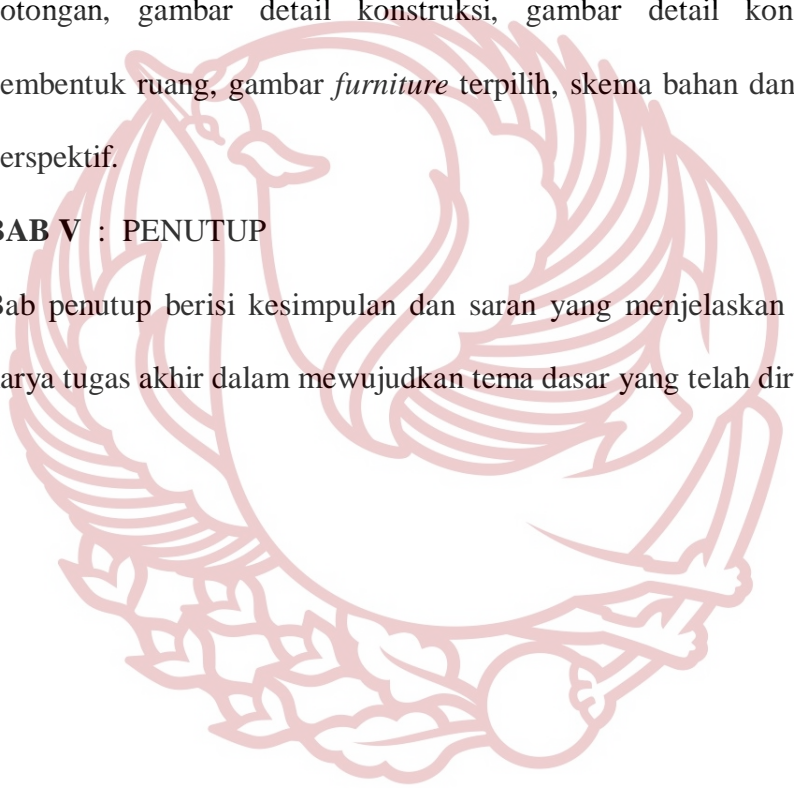 otongan, gambar detail konstruksi, gambar detail kon
embentuk ruang, gambar furniture terpilih, skema bahan dan
erspektif.
BAB V : PENUTUP
Bab penutup berisi kesimpulan dan saran yang menjelaskan
arya tugas akhir dalam mewujudkan tema dasar yang telah dir